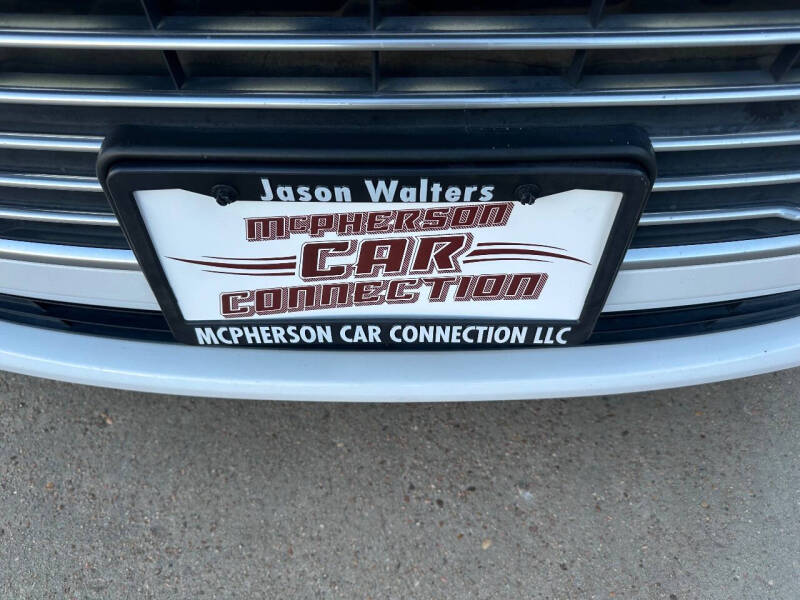 Jason Walters
McPHERSON
CAR
CONNECTION
MCPHERSON CAR CONNECTION LLC